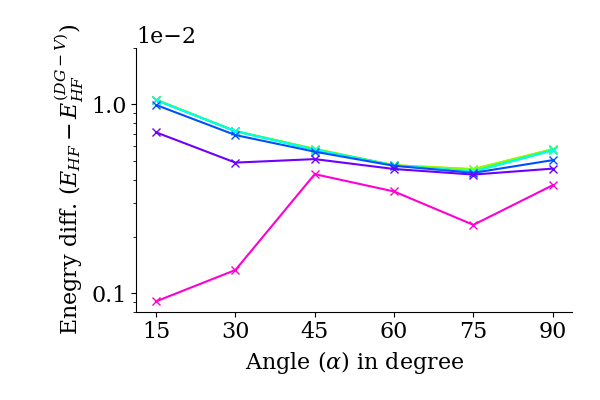 1e−2
Enegry diff. (E_HF − E_HF^(DG−V))
1.0
0.1
15 30 45 60 75 90
Angle (α) in degree